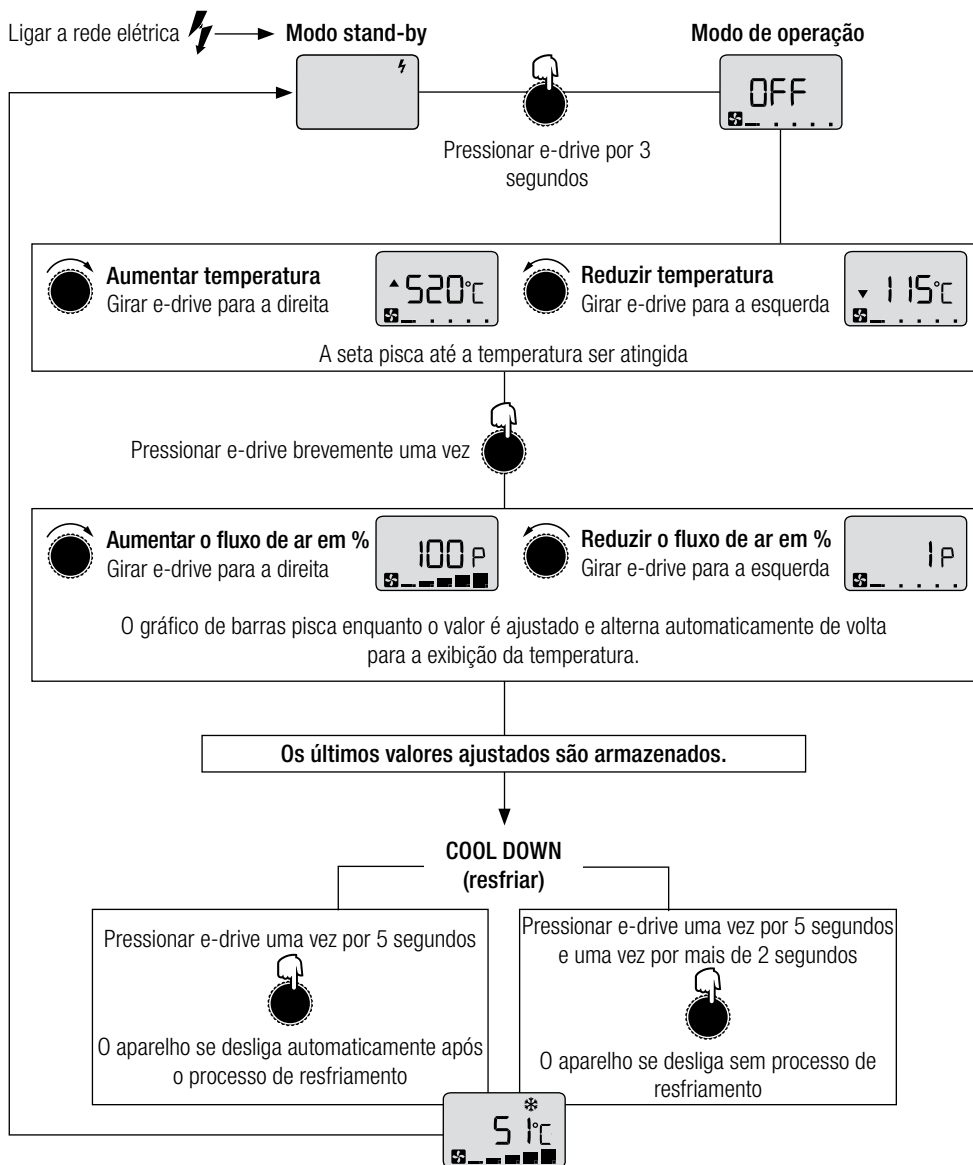 Ligar a rede elétrica
Modo stand-by
Modo de operação
OFF
Pressionar e-drive por 3
segundos
Aumentar temperatura
Girar e-drive para a direita
520°C
Reduzir temperatura
Girar e-drive para a esquerda
115°C
A seta pisca até a temperatura ser atingida
Pressionar e-drive brevemente uma vez
Aumentar o fluxo de ar em %
Girar e-drive para a direita
100 P
Reduzir o fluxo de ar em %
Girar e-drive para a esquerda
1 P
O gráfico de barras pisca enquanto o valor é ajustado e alterna automaticamente de volta
para a exibição da temperatura.
Os últimos valores ajustados são armazenados.
COOL DOWN
(resfriar)
Pressionar e-drive uma vez por 5 segundos
O aparelho se desliga automaticamente após
o processo de resfriamento
Pressionar e-drive uma vez por 5 segundos
e uma vez por mais de 2 segundos
O aparelho se desliga sem processo de
resfriamento
51°C